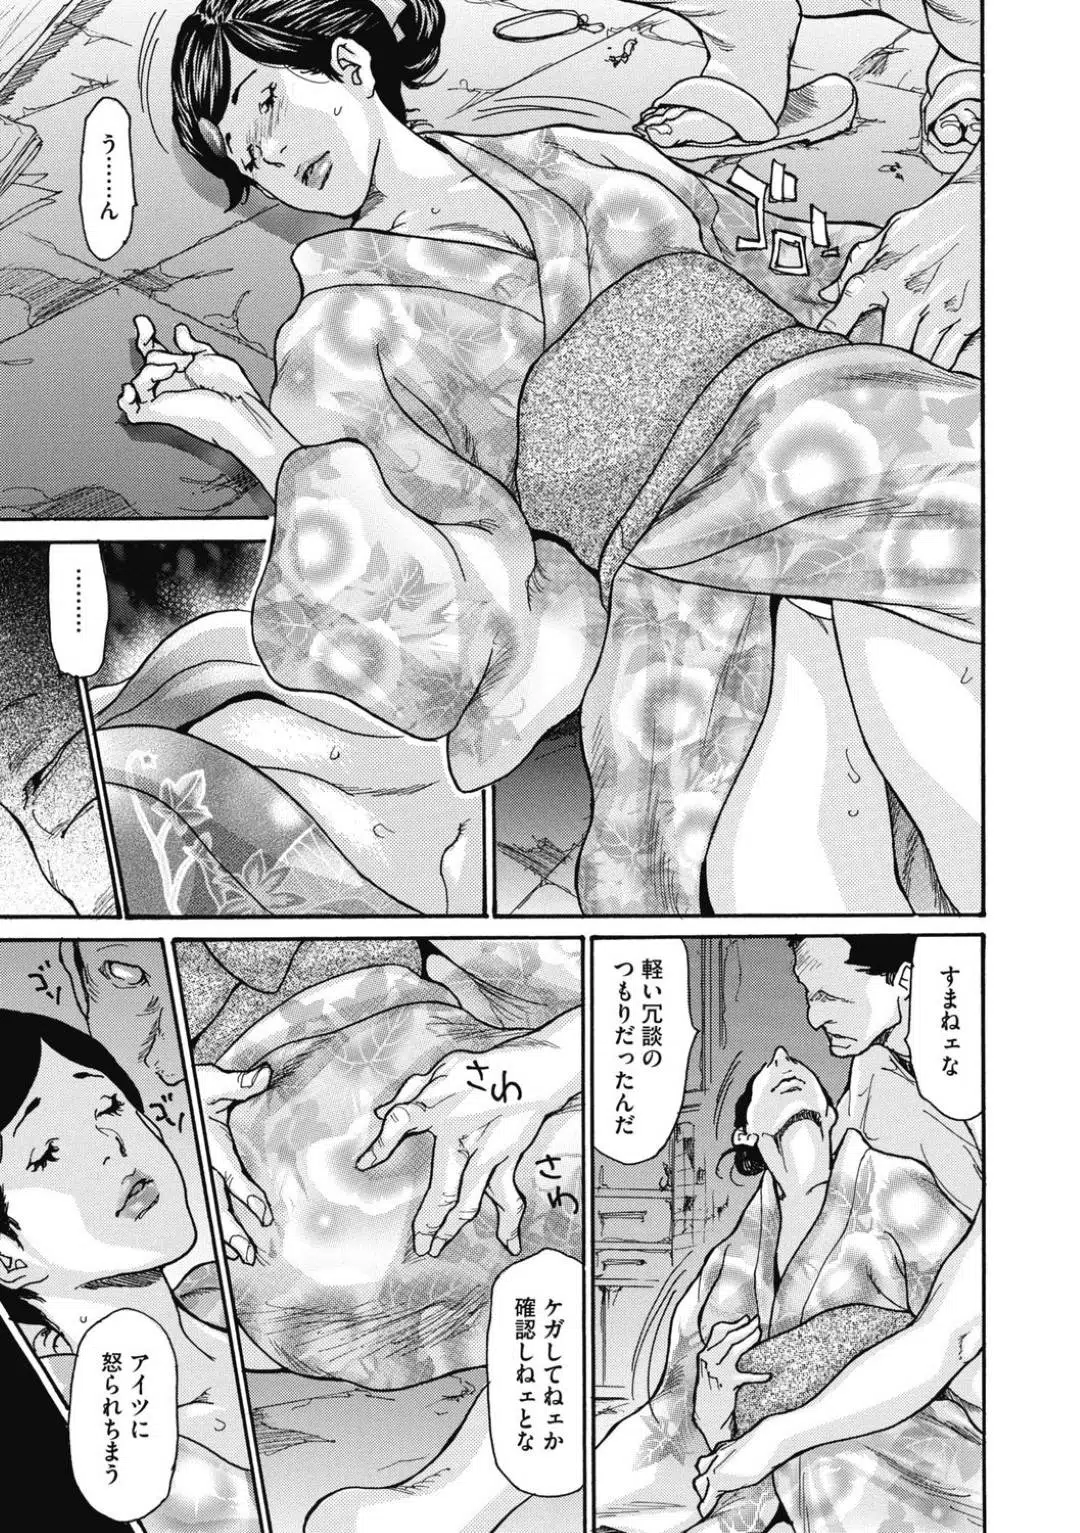 う………ん
ゴロ
………
すまねェな
軽い冗談の
つもりだったんだ
さわ
さわ
ケガしてねェか
確認しねェとな
ゴソ
ゴソ
アイツに
怒られちまう